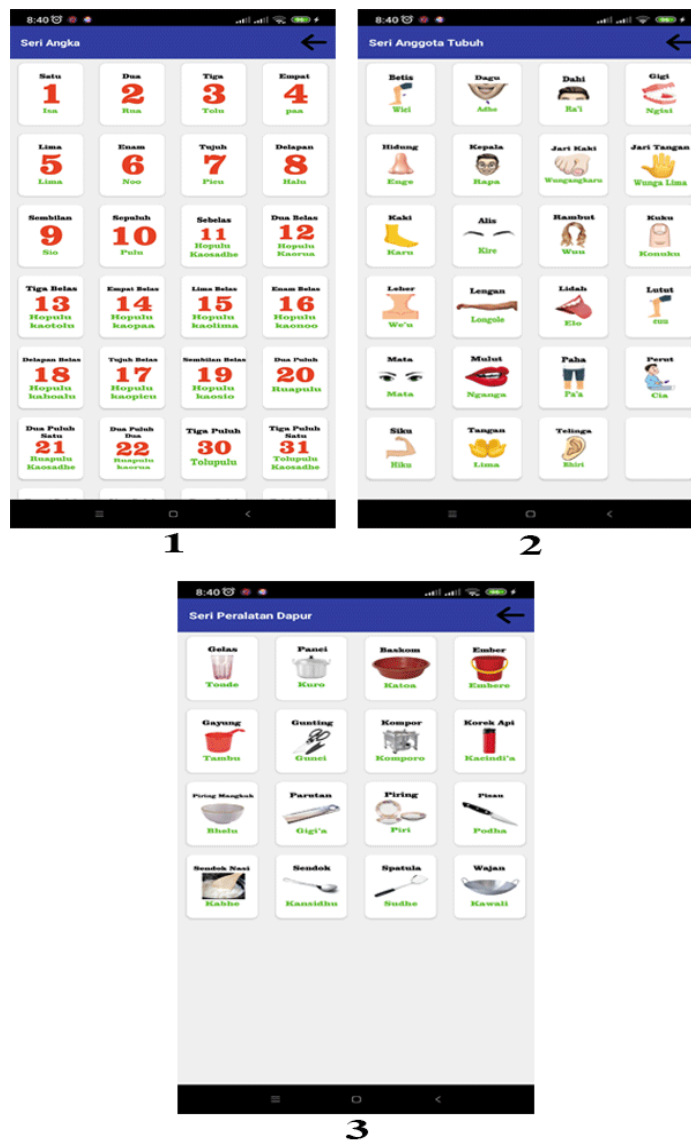 8:40
Seri Angka
Satu Dua Tiga Empat
1 2 3 4
Isa Rua Tolu paa
Lima Enam Tujuh Delapan
5 6 7 8
Lima Noo Picu Halu
Sembilan Sepuluh Sebelas Dua Belas
9 10 11 12
Sio Pulu Hopulu Hopulu
Kaosadhe Kaorua
Tiga Belas Empat Belas Lima Belas Enam Belas
13 14 15 16
Hopulu Hopulu Hopulu Hopulu
kaotolu kaopaa kaolima kaonoo
Delapan Belas Tujuh Belas Sembilan Belas Dua Puluh
18 17 19 20
Hopulu Hopulu Hopulu Ruapulu
kahoalu kaopicu kaosio
Dua Puluh Dua Puluh Tiga Puluh Tiga Puluh
Satu Dua Satu
21 22 30 31
Ruapulu Ruapulu Tolupulu Tolupulu
Kaosadhe kaorua Kaosadhe
1
8:40
Seri Anggota Tubuh
Betis Dagu Dahi Gigi
Wici Adhe Ra'i Ngisi
Hidung Kepala Jari Kaki Jari Tangan
Enge Hapa Wungangkaru Wunga Lima
Kaki Alis Rambut Kuku
Karu Kire Wuu Konuku
Leher Lengan Lidah Lutut
We'u Longole Elo
Mata Mulut Paha Perut
Mata Nganga Pa'a Cia
Siku Tangan Telinga
Hiku Lima Bhiri
2
8:40
Seri Peralatan Dapur
Gelas Panci Baskom Ember
Tonde Kuro Katoa Embere
Gayung Gunting Kompor Korek Api
Tambu Gunci Komporo Kacindi'a
Piring Mangkuh Parutan Piring Pisau
Bhelu Gigi'a Piri Podha
Sendok Nasi Sendok Spatula Wajan
Kabhe Kansidhu Sudhe Kawali
3